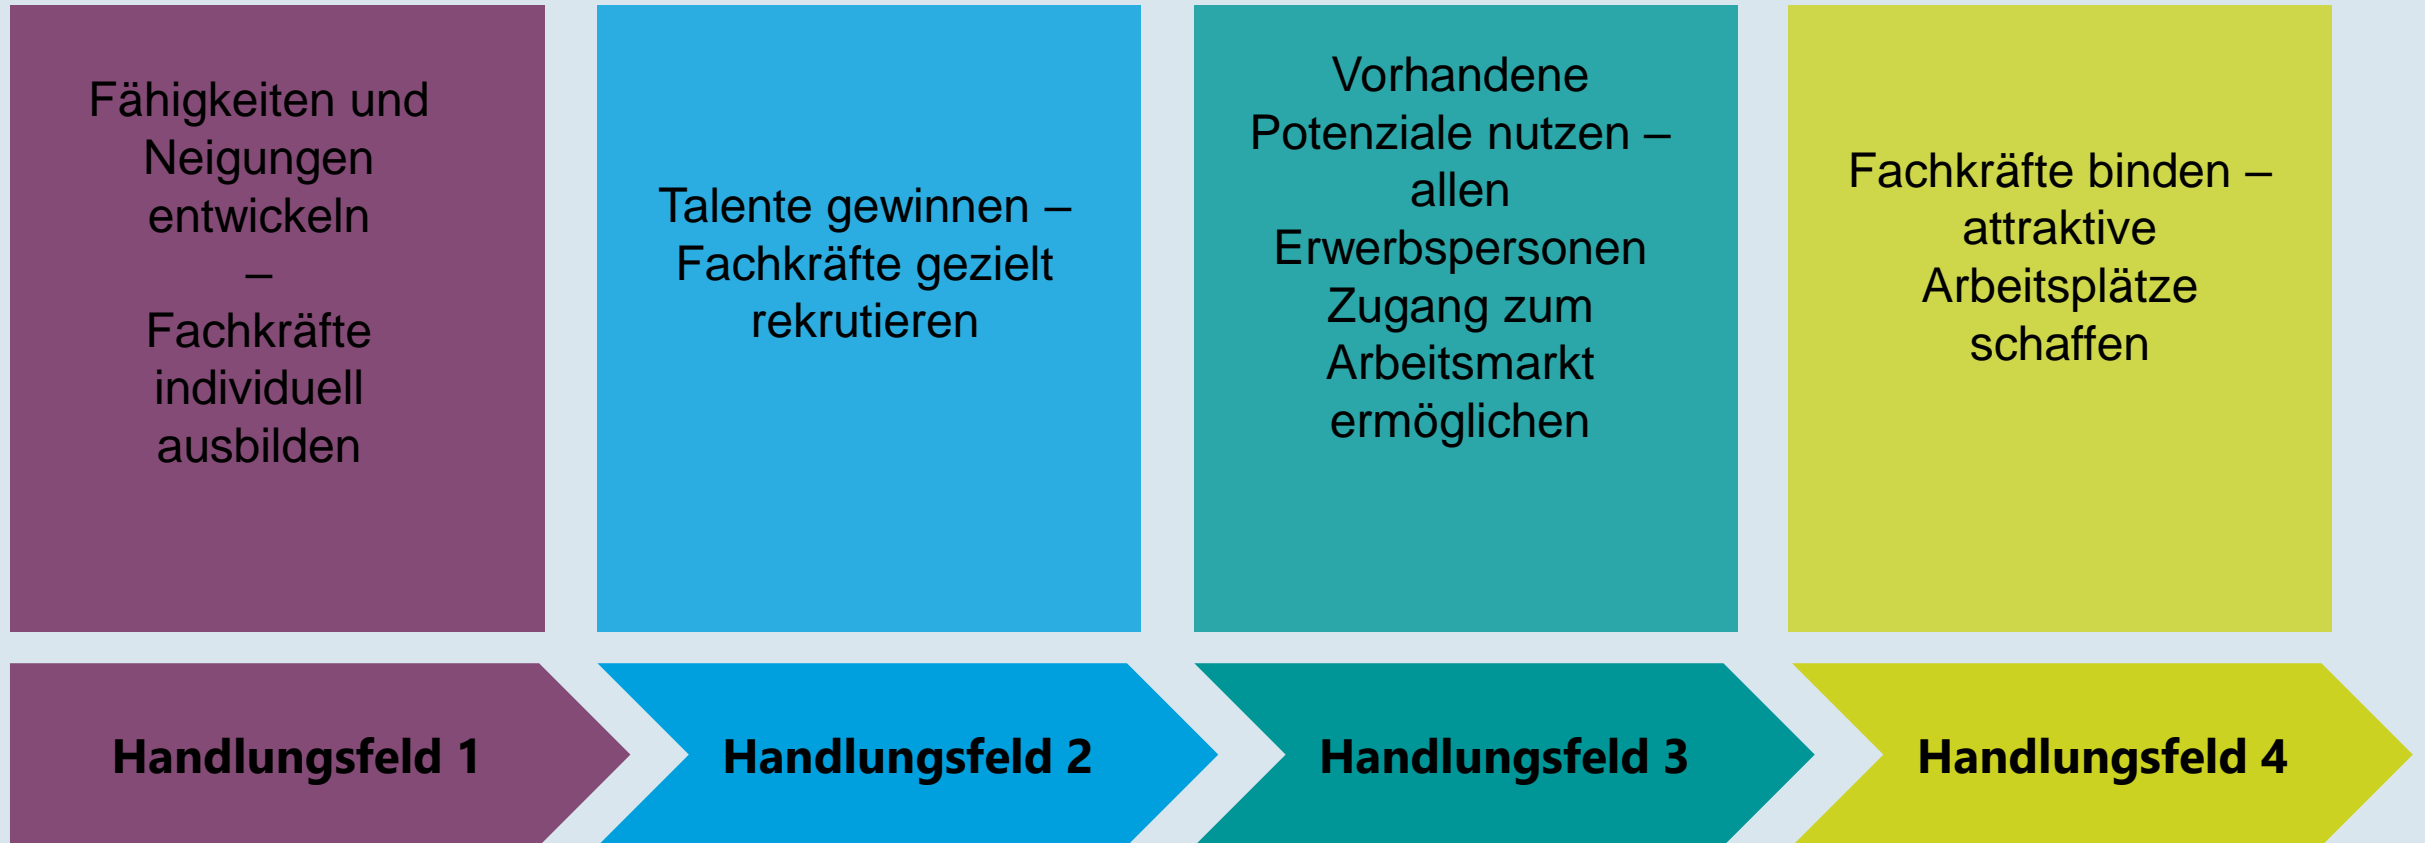 Fähigkeiten und
Neigungen
entwickeln
–
Fachkräfte
individuell
ausbilden
Talente gewinnen –
Fachkräfte gezielt
rekrutieren
Vorhandene
Potenziale nutzen –
allen
Erwerbspersonen
Zugang zum
Arbeitsmarkt
ermöglichen
Fachkräfte binden –
attraktive
Arbeitsplätze
schaffen
Handlungsfeld 1
Handlungsfeld 2
Handlungsfeld 3
Handlungsfeld 4